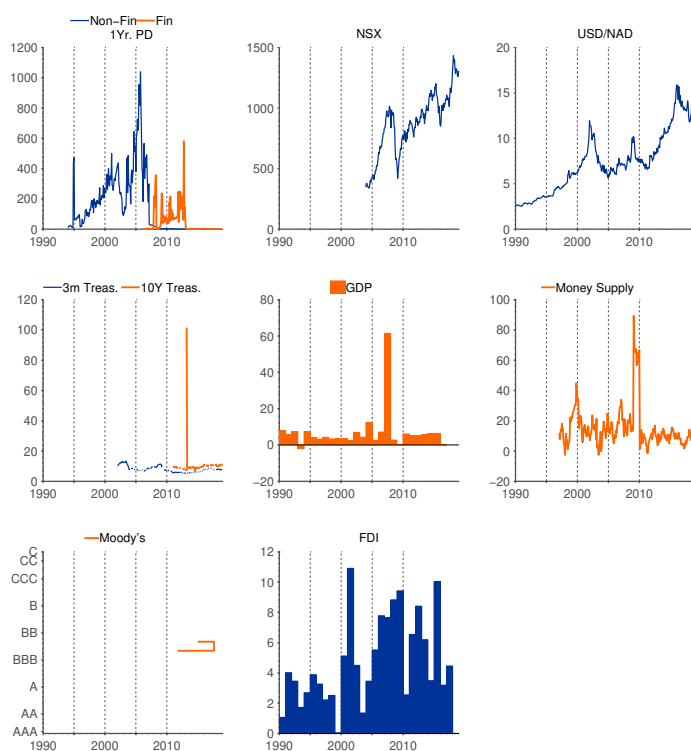 Non−Fin Fin
1Yr. PD
1200
1000
800
600
400
200
0
1990 2000 2010
NSX
1500
1000
500
0
1990 2000 2010
USD/NAD
20
15
10
5
0
1990 2000 2010
3m Treas. 10Y Treas.
120
100
80
60
40
20
0
1990 2000 2010
GDP
80
60
40
20
0
−20
1990 2000 2010
Money Supply
100
80
60
40
20
0
−20
1990 2000 2010
Moody's
C
CC
CCC
B
BB
BBB
A
AA
AAA
1990 2000 2010
FDI
12
10
8
6
4
2
0
1990 2000 2010